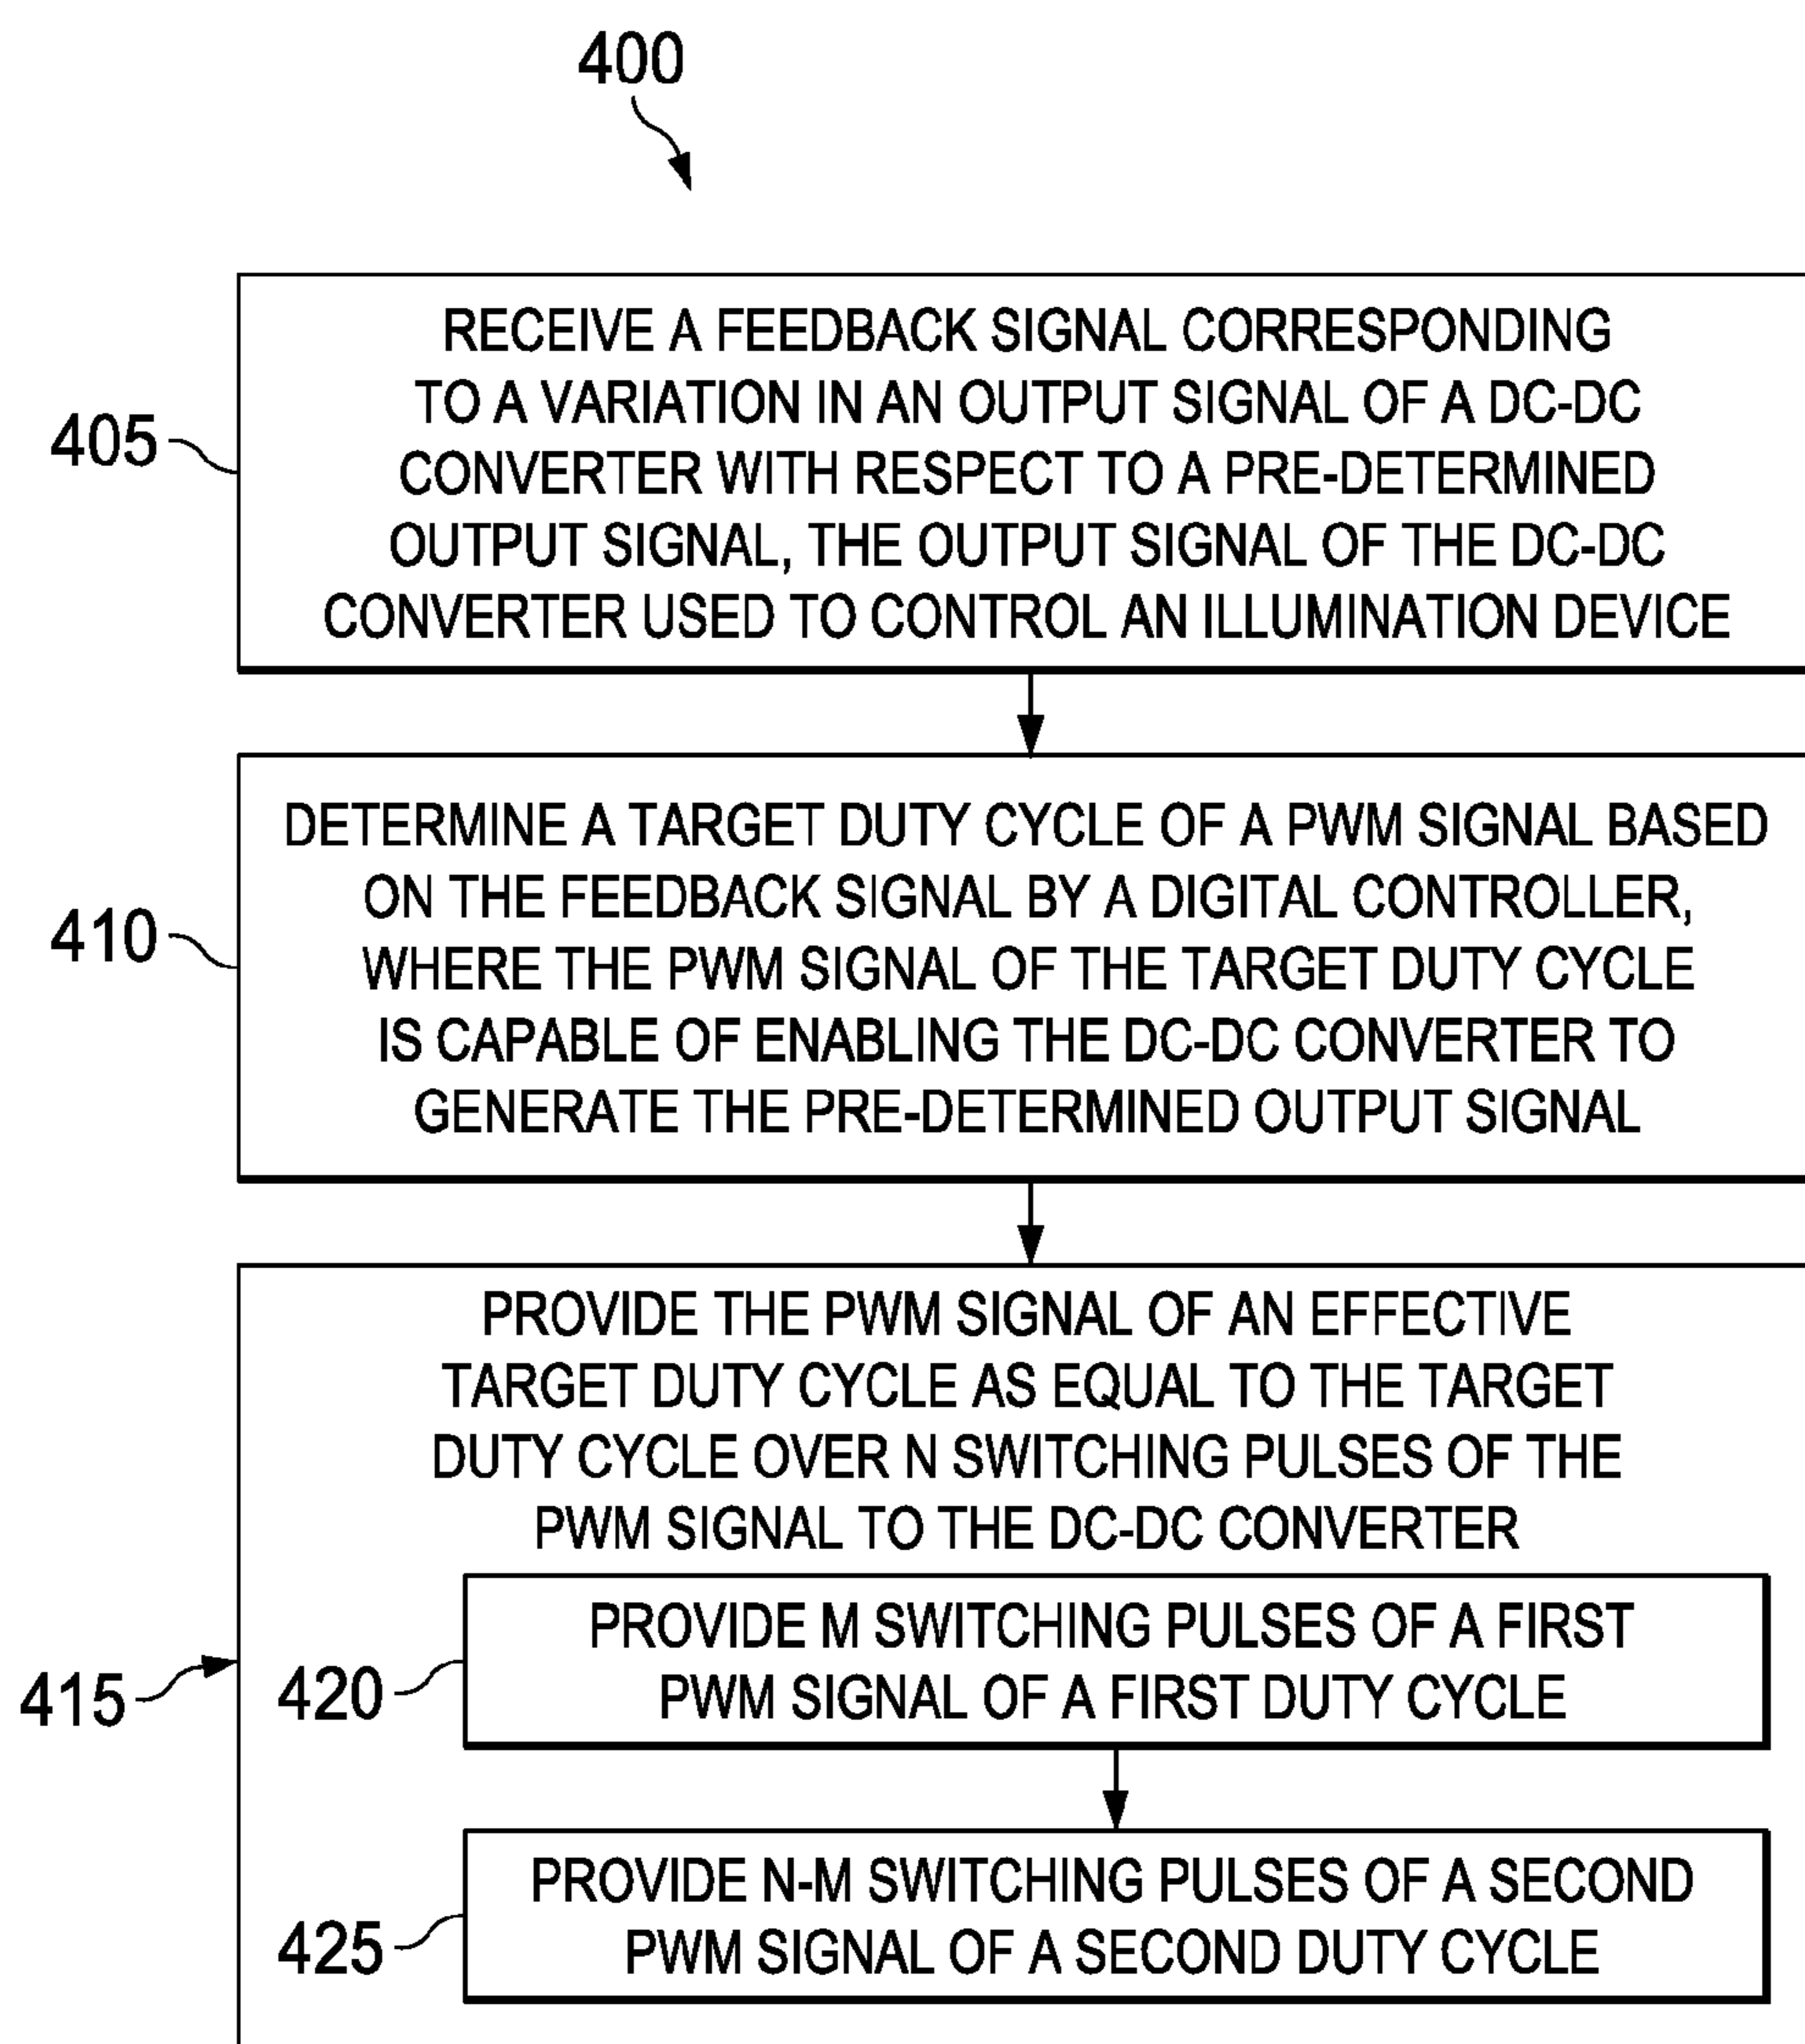 400
405
RECEIVE A FEEDBACK SIGNAL CORRESPONDING
TO A VARIATION IN AN OUTPUT SIGNAL OF A DC-DC
CONVERTER WITH RESPECT TO A PRE-DETERMINED
OUTPUT SIGNAL, THE OUTPUT SIGNAL OF THE DC-DC
CONVERTER USED TO CONTROL AN ILLUMINATION DEVICE
410
DETERMINE A TARGET DUTY CYCLE OF A PWM SIGNAL BASED
ON THE FEEDBACK SIGNAL BY A DIGITAL CONTROLLER,
WHERE THE PWM SIGNAL OF THE TARGET DUTY CYCLE
IS CAPABLE OF ENABLING THE DC-DC CONVERTER TO
GENERATE THE PRE-DETERMINED OUTPUT SIGNAL
415
PROVIDE THE PWM SIGNAL OF AN EFFECTIVE
TARGET DUTY CYCLE AS EQUAL TO THE TARGET
DUTY CYCLE OVER N SWITCHING PULSES OF THE
PWM SIGNAL TO THE DC-DC CONVERTER
420
PROVIDE M SWITCHING PULSES OF A FIRST
PWM SIGNAL OF A FIRST DUTY CYCLE
425
PROVIDE N-M SWITCHING PULSES OF A SECOND
PWM SIGNAL OF A SECOND DUTY CYCLE